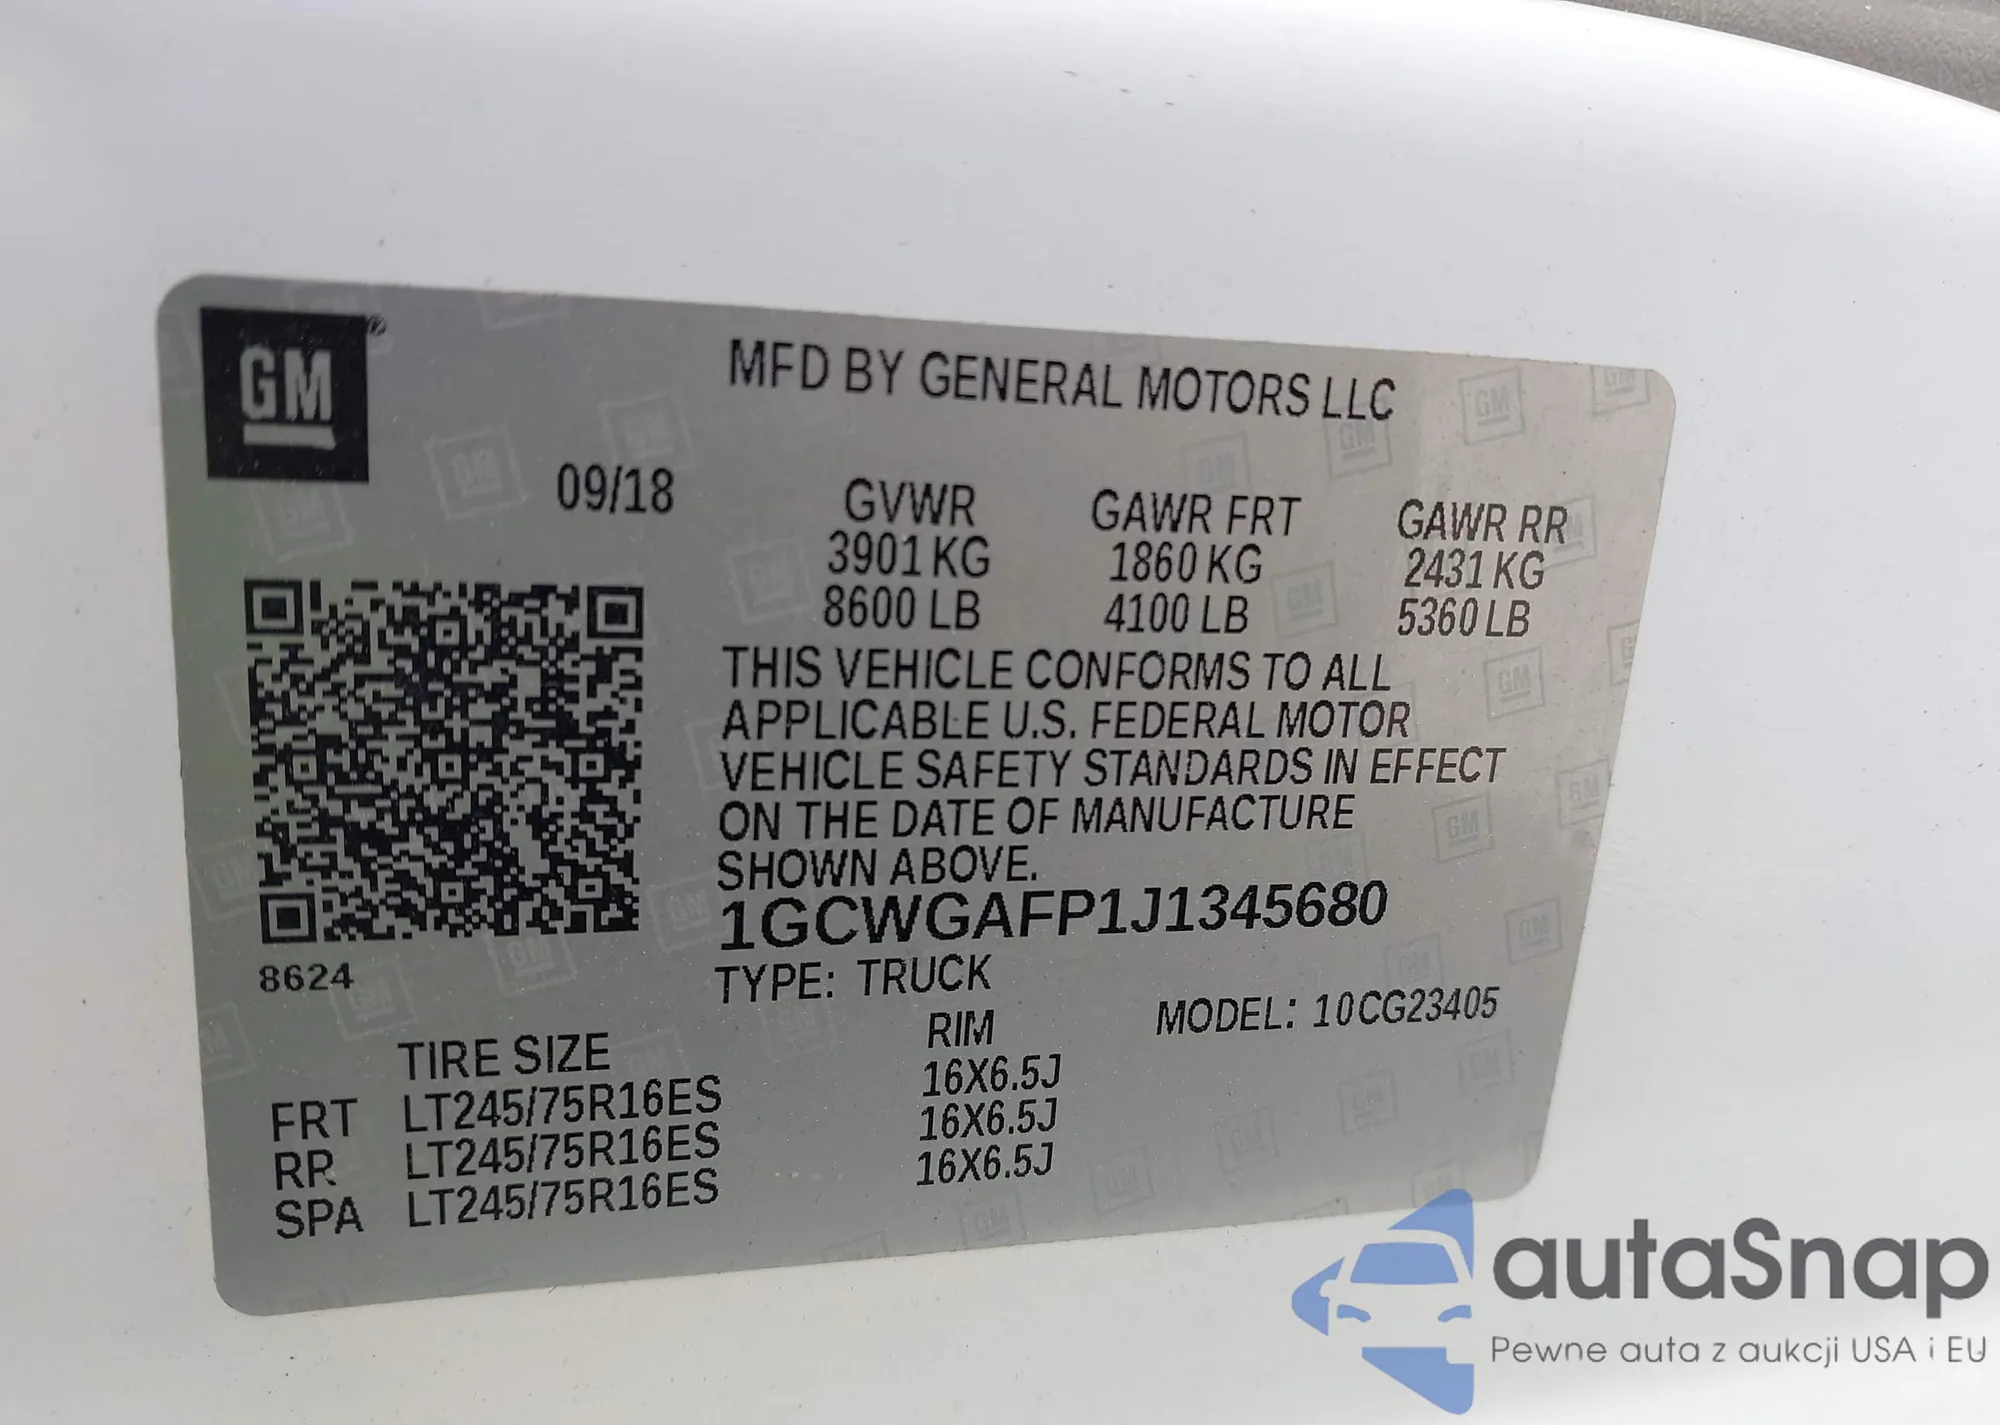 GM
MFD BY GENERAL MOTORS LLC
09/18
GVWR GAWR FRT GAWR RR
3901 KG 1860 KG 2431 KG
8600 LB 4100 LB 5360 LB
THIS VEHICLE CONFORMS TO ALL
APPLICABLE U.S. FEDERAL MOTOR
VEHICLE SAFETY STANDARDS IN EFFECT
ON THE DATE OF MANUFACTURE
SHOWN ABOVE.
1GCWGAFP1J1345680
8624
TYPE: TRUCK
MODEL: 10CG23405
TIRE SIZE RIM
FRT LT245/75R16ES 16X6.5J
RR LT245/75R16ES 16X6.5J
SPA LT245/75R16ES 16X6.5J
autaSnap
Pewne auta z aukcji USA i EU